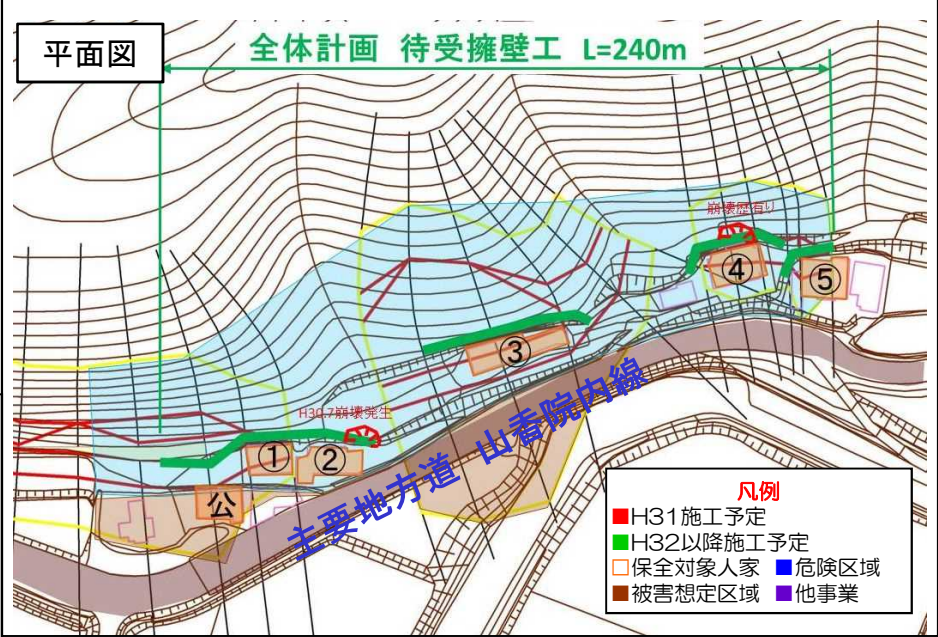 平面図
全体計画 待受擁壁工 L=240m
崩壊歴有り
④
⑤
③
H30.7崩壊発生
①
②
公
主要地方道 山香院内線
凡例
■H31施工予定
■H32以降施工予定
□保全対象人家 ■危険区域
■被害想定区域 ■他事業